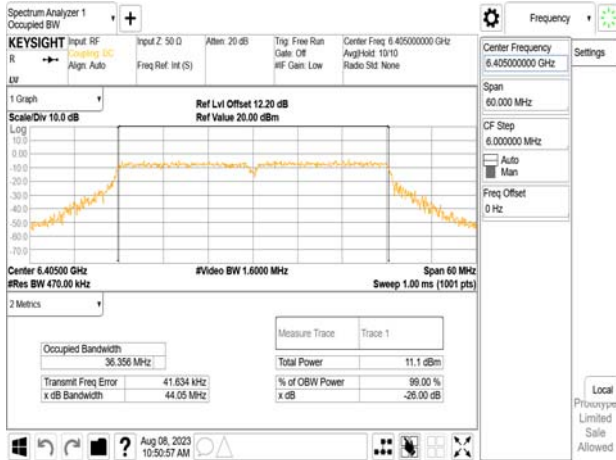 Spectrum Analyzer 1
Occupied BW
Frequency
KEYSIGHT
R
LXI
Input: RF
Coupling: DC
Align: Auto
Input Z: 50 Ω
Freq Ref: Int (S)
Atten: 20 dB
Trig: Free Run
Gate: Off
#IF Gain: Low
Center Freq: 6.405000000 GHz
Avg|Hold: 10/10
Radio Std: None
Center Frequency
6.405000000 GHz
Settings
Span
60.000 MHz
CF Step
6.000000 MHz
Auto
Man
Freq Offset
0 Hz
1 Graph
Scale/Div 10.0 dB
Ref Lvl Offset 12.20 dB
Ref Value 20.00 dBm
Log
10.0
0.00
-10.0
-20.0
-30.0
-40.0
-50.0
-60.0
-70.0
Center 6.40500 GHz
#Res BW 470.00 kHz
#Video BW 1.6000 MHz
Span 60 MHz
Sweep 1.00 ms (1001 pts)
2 Metrics
Measure Trace
Trace 1
Occupied Bandwidth
36.356 MHz
Total Power
11.1 dBm
Transmit Freq Error
41.634 kHz
% of OBW Power
99.00 %
x dB Bandwidth
44.05 MHz
x dB
-26.00 dB
Local
Prototype
Limited
Sale
Allowed
?
Aug 08, 2023
10:50:57 AM